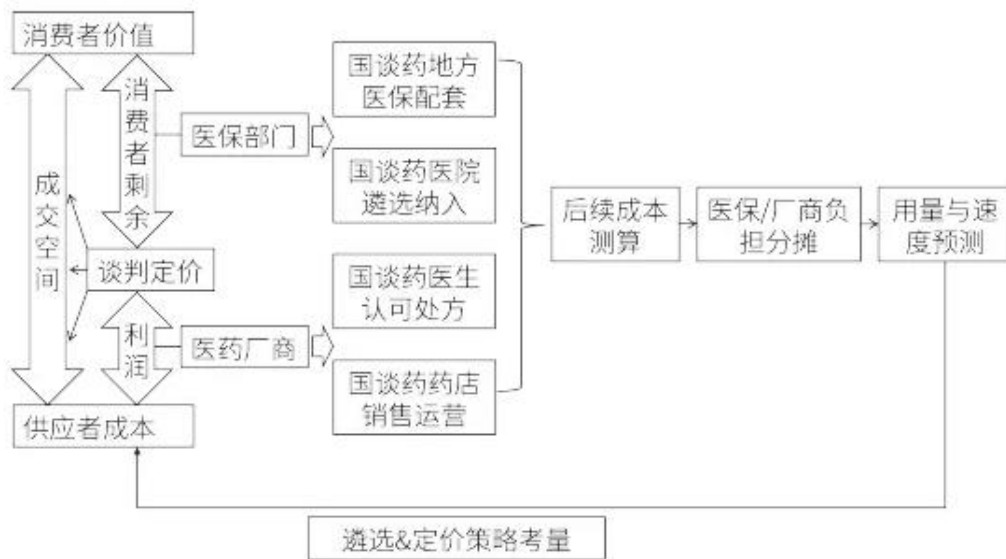 消费者价值
消费者剩余
成交空间
谈判定价
利润
供应者成本
医保部门
医药厂商
国谈药地方
医保配套
国谈药医院
遴选纳入
国谈药医生
认可处方
国谈药药店
销售运营
后续成本
测算
医保/厂商负
担分摊
用量与速
度预测
遴选&定价策略考量